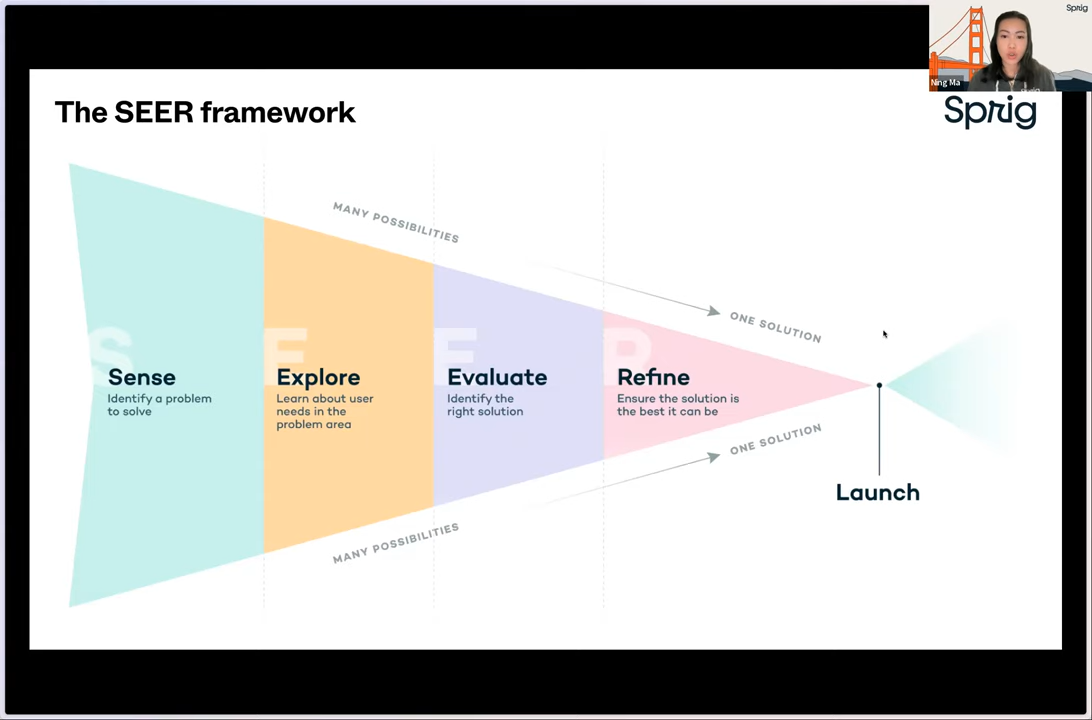 Sprig
Ning Ma
The SEER framework
Sprig
MANY POSSIBILITIES
ONE SOLUTION
S
E
E
R
Sense
Identify a problem
to solve
Explore
Learn about user
needs in the
problem area
Evaluate
Identify the
right solution
Refine
Ensure the solution is
the best it can be
ONE SOLUTION
Launch
MANY POSSIBILITIES